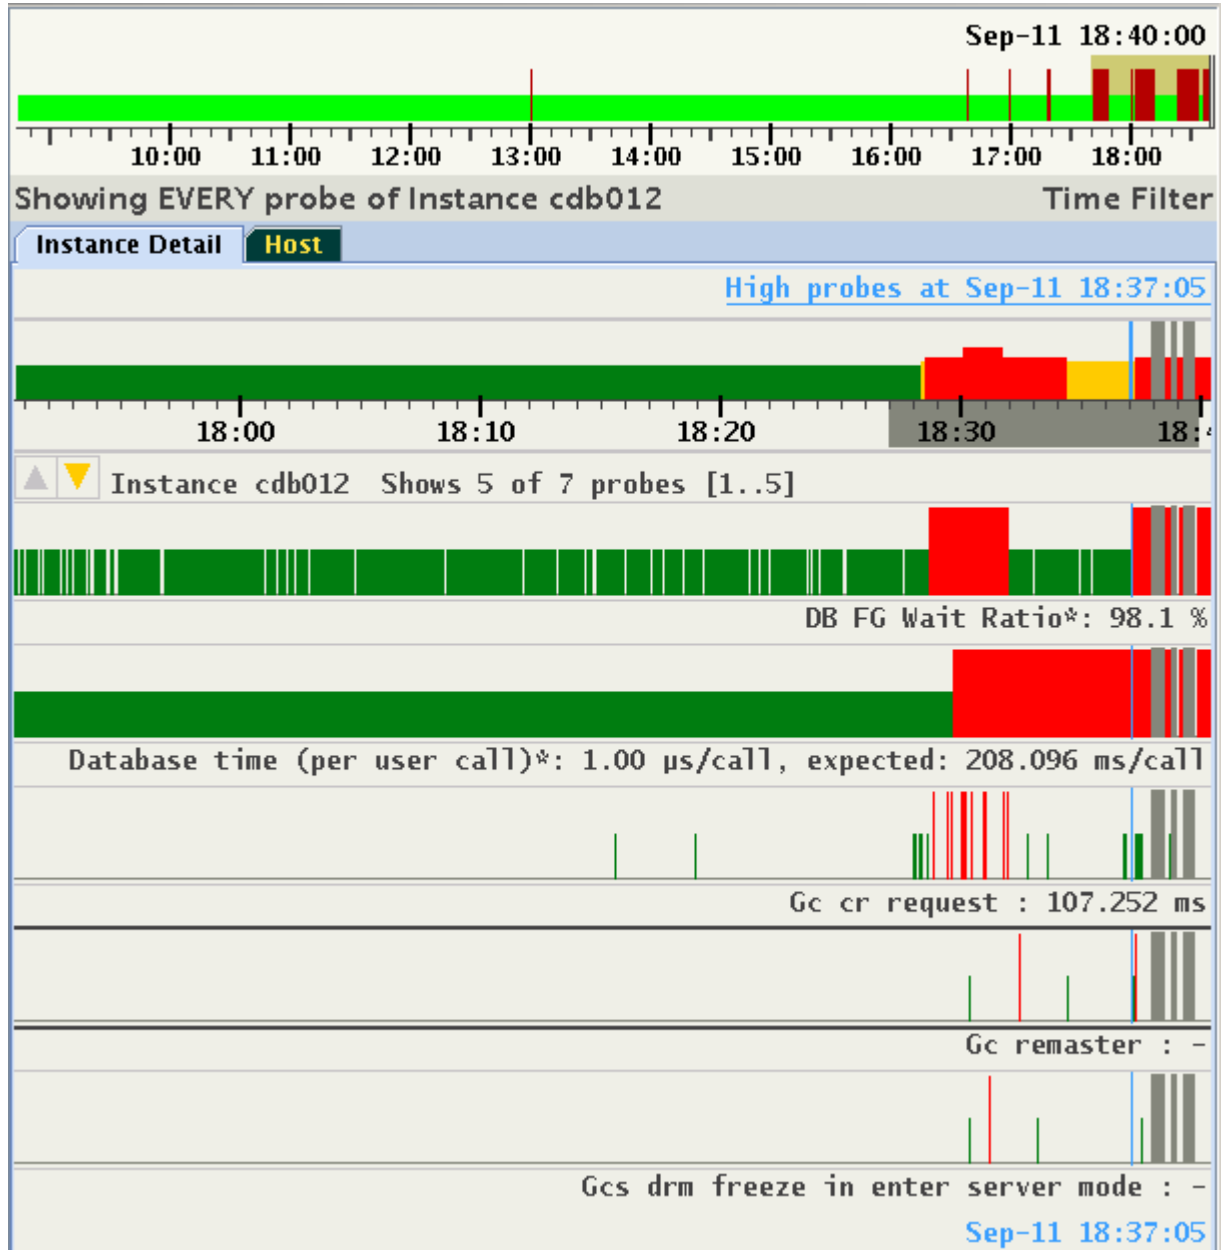 Sep-11 18:40:00
10:00 11:00 12:00 13:00 14:00 15:00 16:00 17:00 18:00
Showing EVERY probe of Instance cdb012 Time Filter
Instance Detail Host
High probes at Sep-11 18:37:05
18:00 18:10 18:20 18:30 18:4
Instance cdb012 Shows 5 of 7 probes [1..5]
DB FG Wait Ratio*: 98.1 %
Database time (per user call)*: 1.00 µs/call, expected: 208.096 ms/call
Gc cr request : 107.252 ms
Gc remaster : -
Gcs drm freeze in enter server mode : -
Sep-11 18:37:05